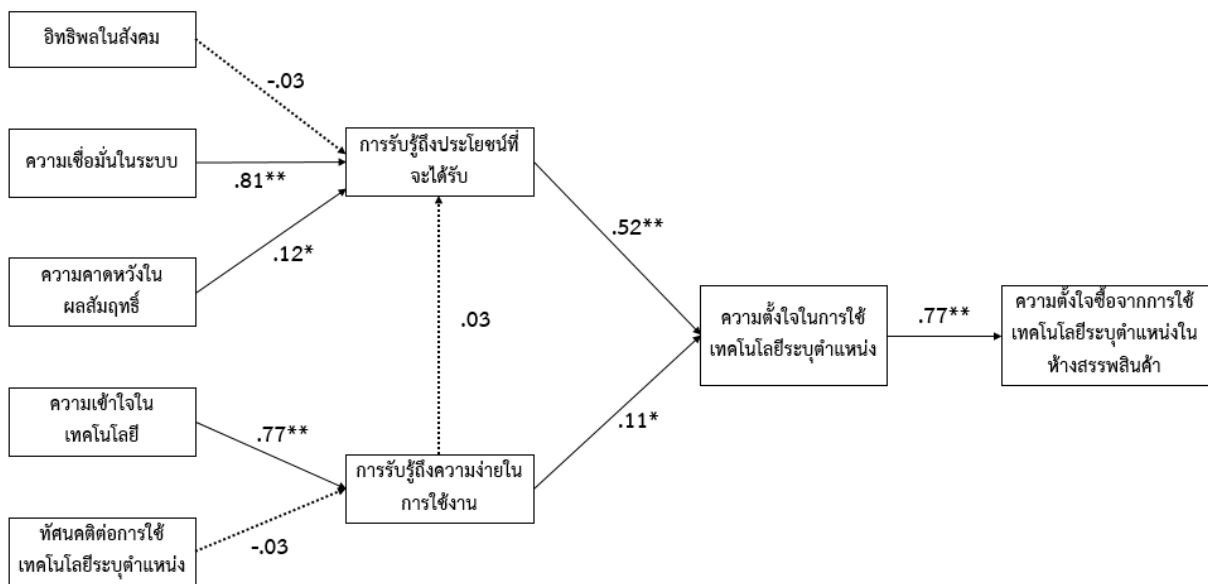 อิทธิพลในสังคม
-.03
ความเชื่อมั่นในระบบ
.81**
การรับรู้ถึงประโยชน์ที่
จะได้รับ
.12*
ความคาดหวังใน
ผลสัมฤทธิ์
.52**
.03
ความตั้งใจในการใช้
เทคโนโลยีระบุตำแหน่ง
.77**
ความตั้งใจซื้อจากการใช้
เทคโนโลยีระบุตำแหน่งใน
ห้างสรรพสินค้า
ความเข้าใจใน
เทคโนโลยี
.77**
.11*
การรับรู้ถึงความง่ายใน
การใช้งาน
ทัศนคติต่อการใช้
เทคโนโลยีระบุตำแหน่ง
-.03